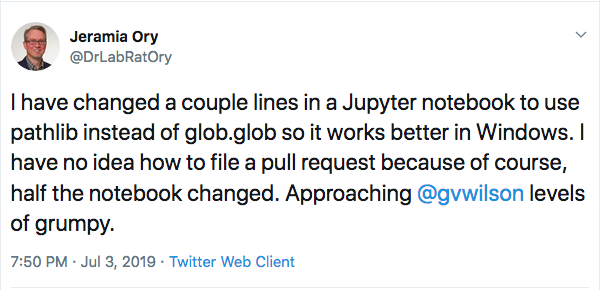 Jeramia Ory
@DrLabRatOry
I have changed a couple lines in a Jupyter notebook to use
pathlib instead of glob.glob so it works better in Windows. I
have no idea how to file a pull request because of course,
half the notebook changed. Approaching @gvwilson levels
of grumpy.
7:50 PM · Jul 3, 2019 · Twitter Web Client